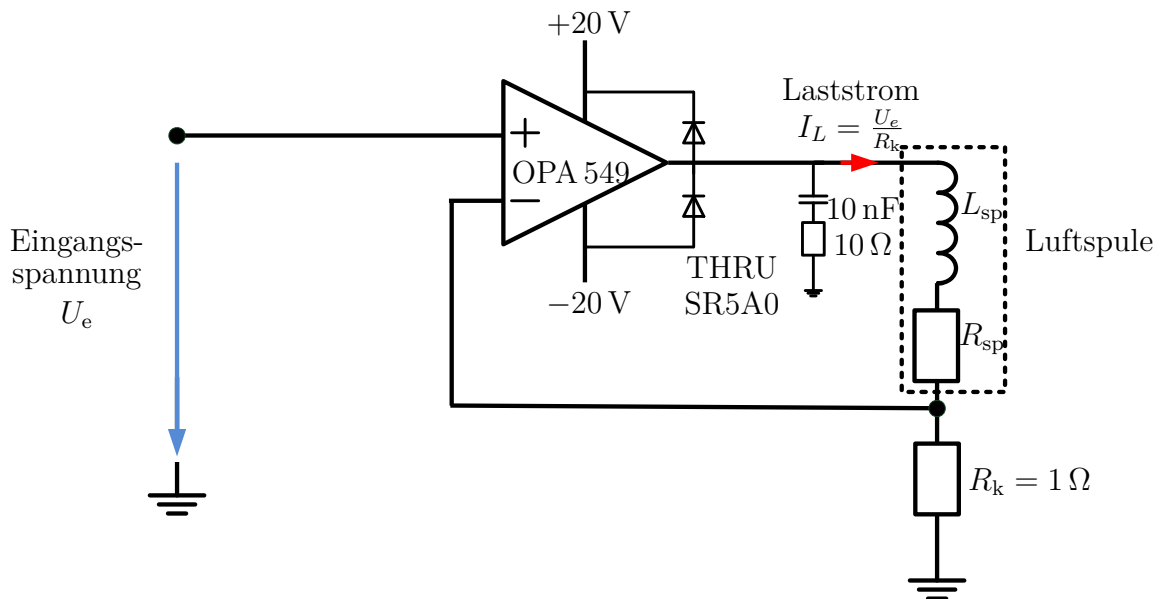 +20 V
Laststrom
I_L = U_e/R_k
+
OPA 549
−
L_sp
10 nF
10 Ω
Eingangs-
spannung
U_e
Luftspule
THRU
SR5A0
−20 V
R_sp
R_k = 1 Ω